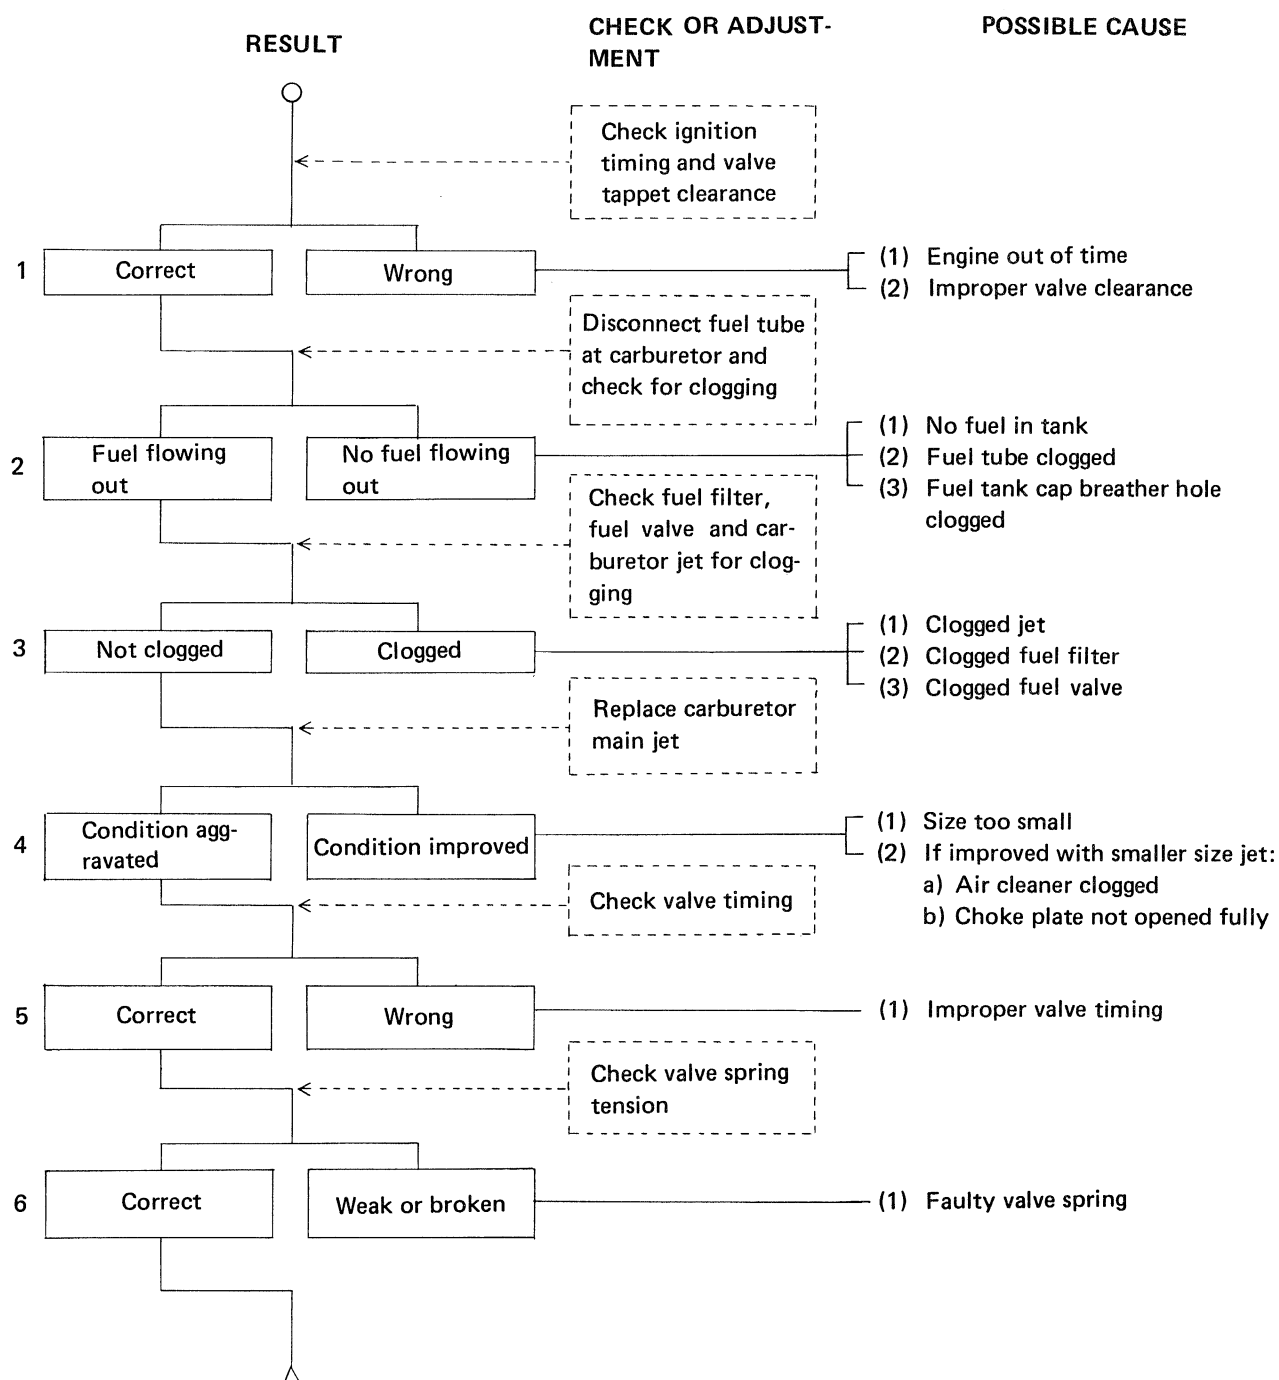 RESULT
CHECK OR ADJUST-
MENT
POSSIBLE CAUSE
Check ignition
timing and valve
tappet clearance
1
Correct
Wrong
(1) Engine out of time
(2) Improper valve clearance
Disconnect fuel tube
at carburetor and
check for clogging
2
Fuel flowing
out
No fuel flowing
out
(1) No fuel in tank
(2) Fuel tube clogged
(3) Fuel tank cap breather hole
clogged
Check fuel filter,
fuel valve and car-
buretor jet for clog-
ging
3
Not clogged
Clogged
(1) Clogged jet
(2) Clogged fuel filter
(3) Clogged fuel valve
Replace carburetor
main jet
4
Condition agg-
ravated
Condition improved
(1) Size too small
(2) If improved with smaller size jet:
a) Air cleaner clogged
b) Choke plate not opened fully
Check valve timing
5
Correct
Wrong
(1) Improper valve timing
Check valve spring
tension
6
Correct
Weak or broken
(1) Faulty valve spring